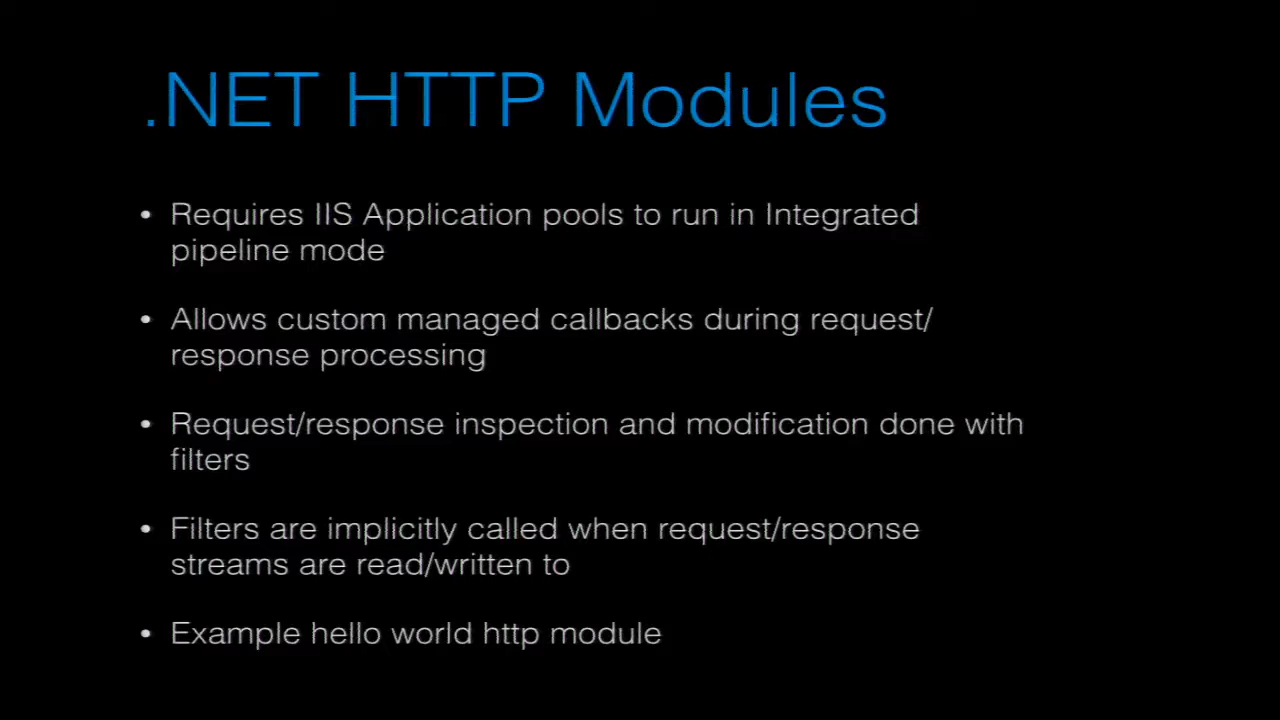 .NET HTTP Modules
• Requires IIS Application pools to run in Integrated
pipeline mode
• Allows custom managed callbacks during request/
response processing
• Request/response inspection and modification done with
filters
• Filters are implicitly called when request/response
streams are read/written to
• Example hello world http module